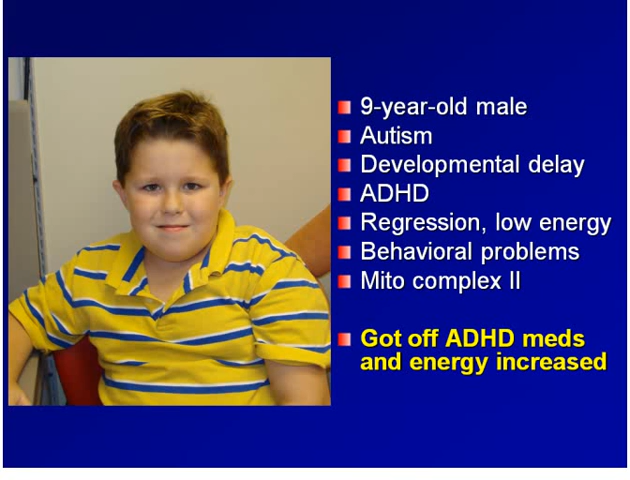 9-year-old male
Autism
Developmental delay
ADHD
Regression, low energy
Behavioral problems
Mito complex II
Got off ADHD meds
and energy increased